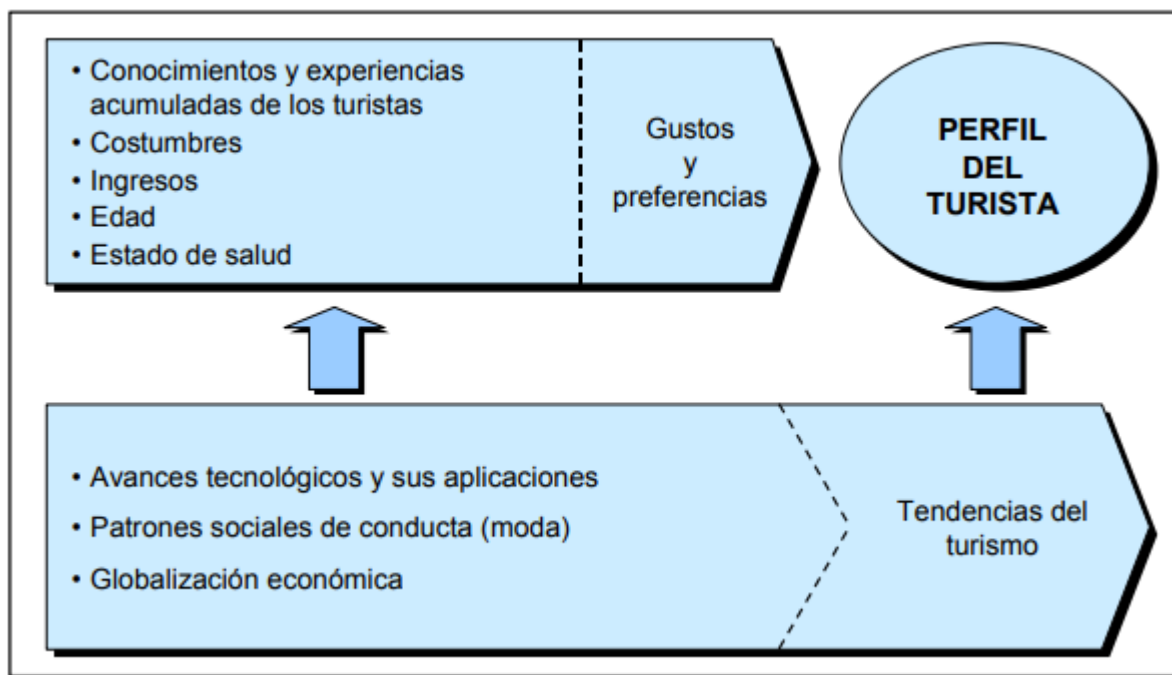 • Conocimientos y experiencias
acumuladas de los turistas
• Costumbres
• Ingresos
• Edad
• Estado de salud
Gustos
y
preferencias
PERFIL
DEL
TURISTA
• Avances tecnológicos y sus aplicaciones
• Patrones sociales de conducta (moda)
• Globalización económica
Tendencias del
turismo